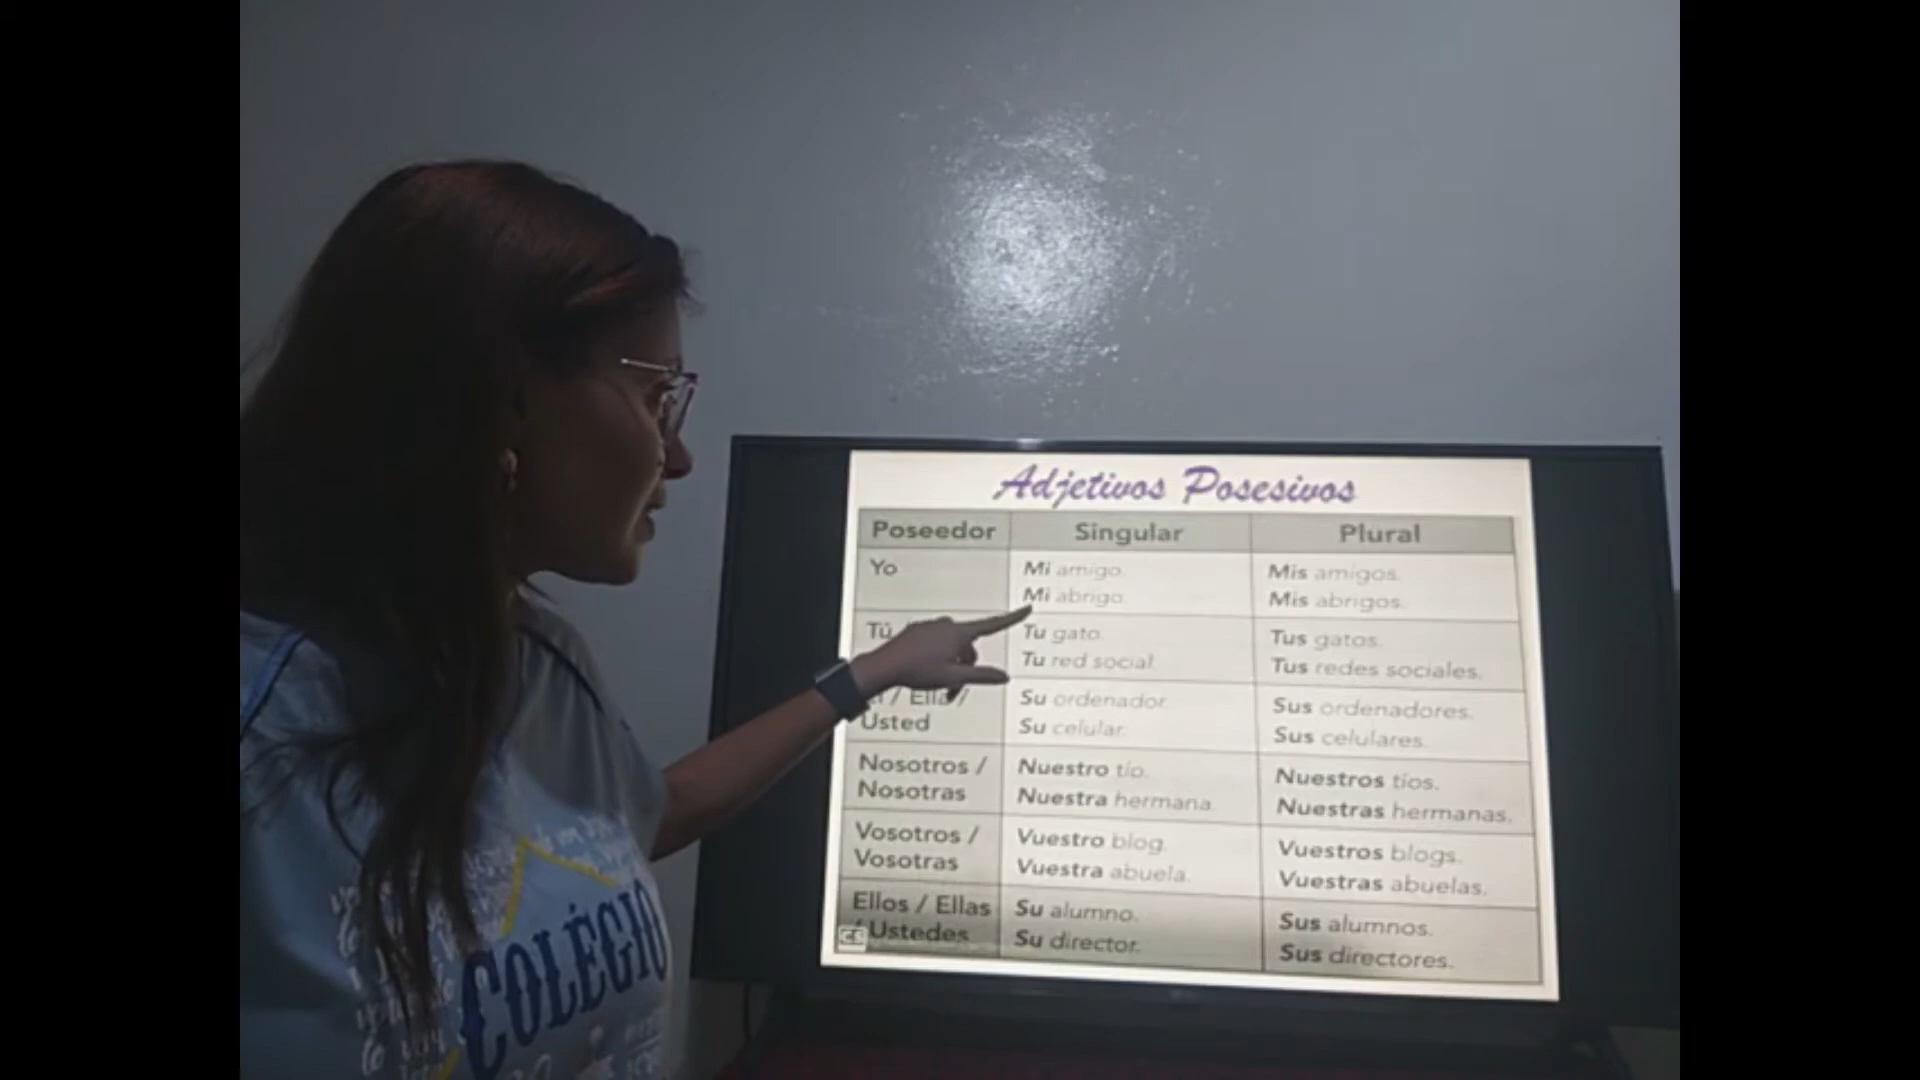 Adjetivos Posesivos
Poseedor Singular Plural
Yo
Mi amigo.
Mi abrigo.
Mis amigos.
Mis abrigos.
Tú
Tu gato.
Tu red social.
Tus gatos.
Tus redes sociales.
/ Ella /
Usted
Su ordenador.
Su celular.
Sus ordenadores.
Sus celulares.
Nosotros /
Nosotras
Nuestro tío.
Nuestra hermana.
Nuestros tíos.
Nuestras hermanas.
Vosotros /
Vosotras
Vuestro blog.
Vuestra abuela.
Vuestros blogs.
Vuestras abuelas.
Ellos / Ellas
/ Ustedes
Su alumno.
Su director.
Sus alumnos.
Sus directores.
COLÉGIO